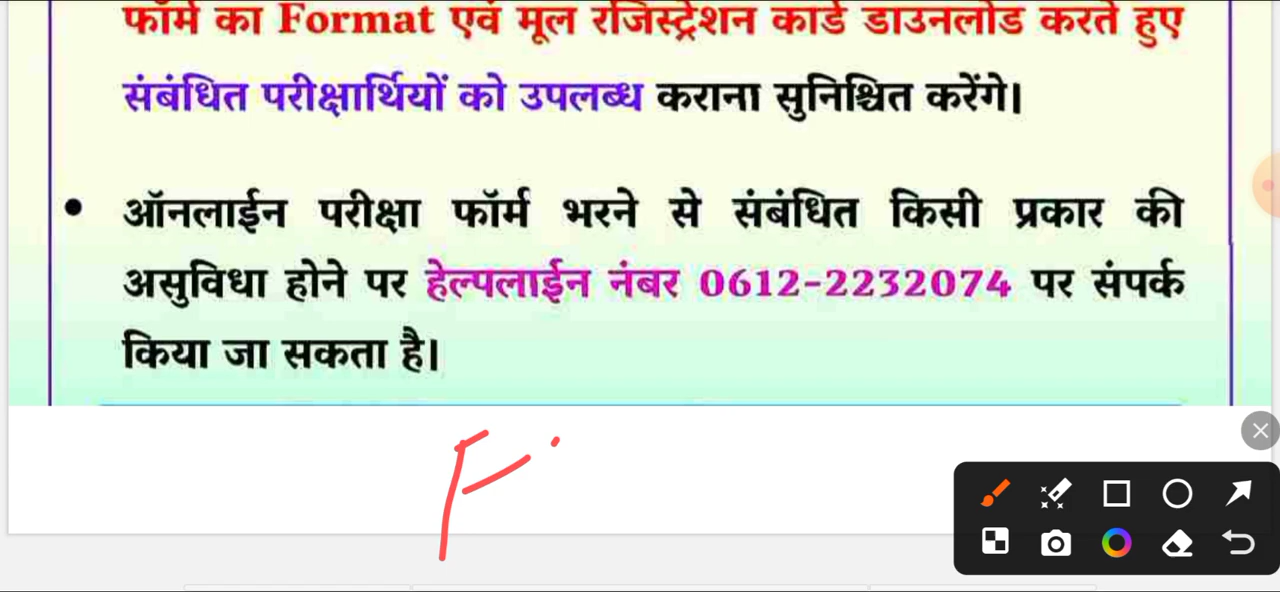 फॉर्म का Format एवं मूल रजिस्ट्रेशन कार्ड डाउनलोड करते हुए
संबंधित परीक्षार्थियों को उपलब्ध कराना सुनिश्चित करेंगे।
• ऑनलाईन परीक्षा फॉर्म भरने से संबंधित किसी प्रकार की
असुविधा होने पर हेल्पलाईन नंबर 0612-2232074 पर संपर्क
किया जा सकता है।
F